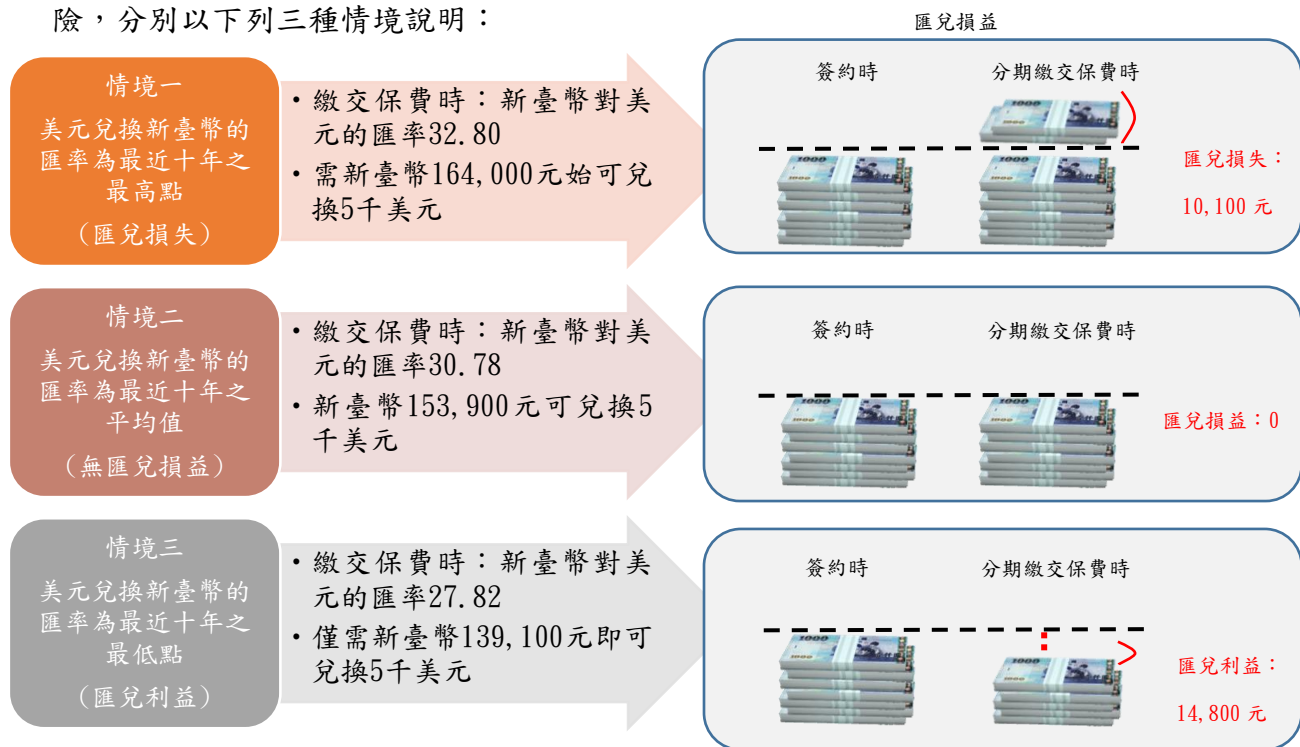 險，分別以下列三種情境說明：
匯兌損益
情境一
美元兌換新臺幣的
匯率為最近十年之
最高點
（匯兌損失）
•繳交保費時：新臺幣對美
元的匯率32.80
•需新臺幣164,000元始可兌
換5千美元
簽約時
分期繳交保費時
匯兌損失：
10,100 元
情境二
美元兌換新臺幣的
匯率為最近十年之
平均值
（無匯兌損益）
•繳交保費時：新臺幣對美
元的匯率30.78
•新臺幣153,900元可兌換5
千美元
簽約時
分期繳交保費時
匯兌損益：0
情境三
美元兌換新臺幣的
匯率為最近十年之
最低點
（匯兌利益）
•繳交保費時：新臺幣對美
元的匯率27.82
•僅需新臺幣139,100元即可
兌換5千美元
簽約時
分期繳交保費時
匯兌利益：
14,800 元